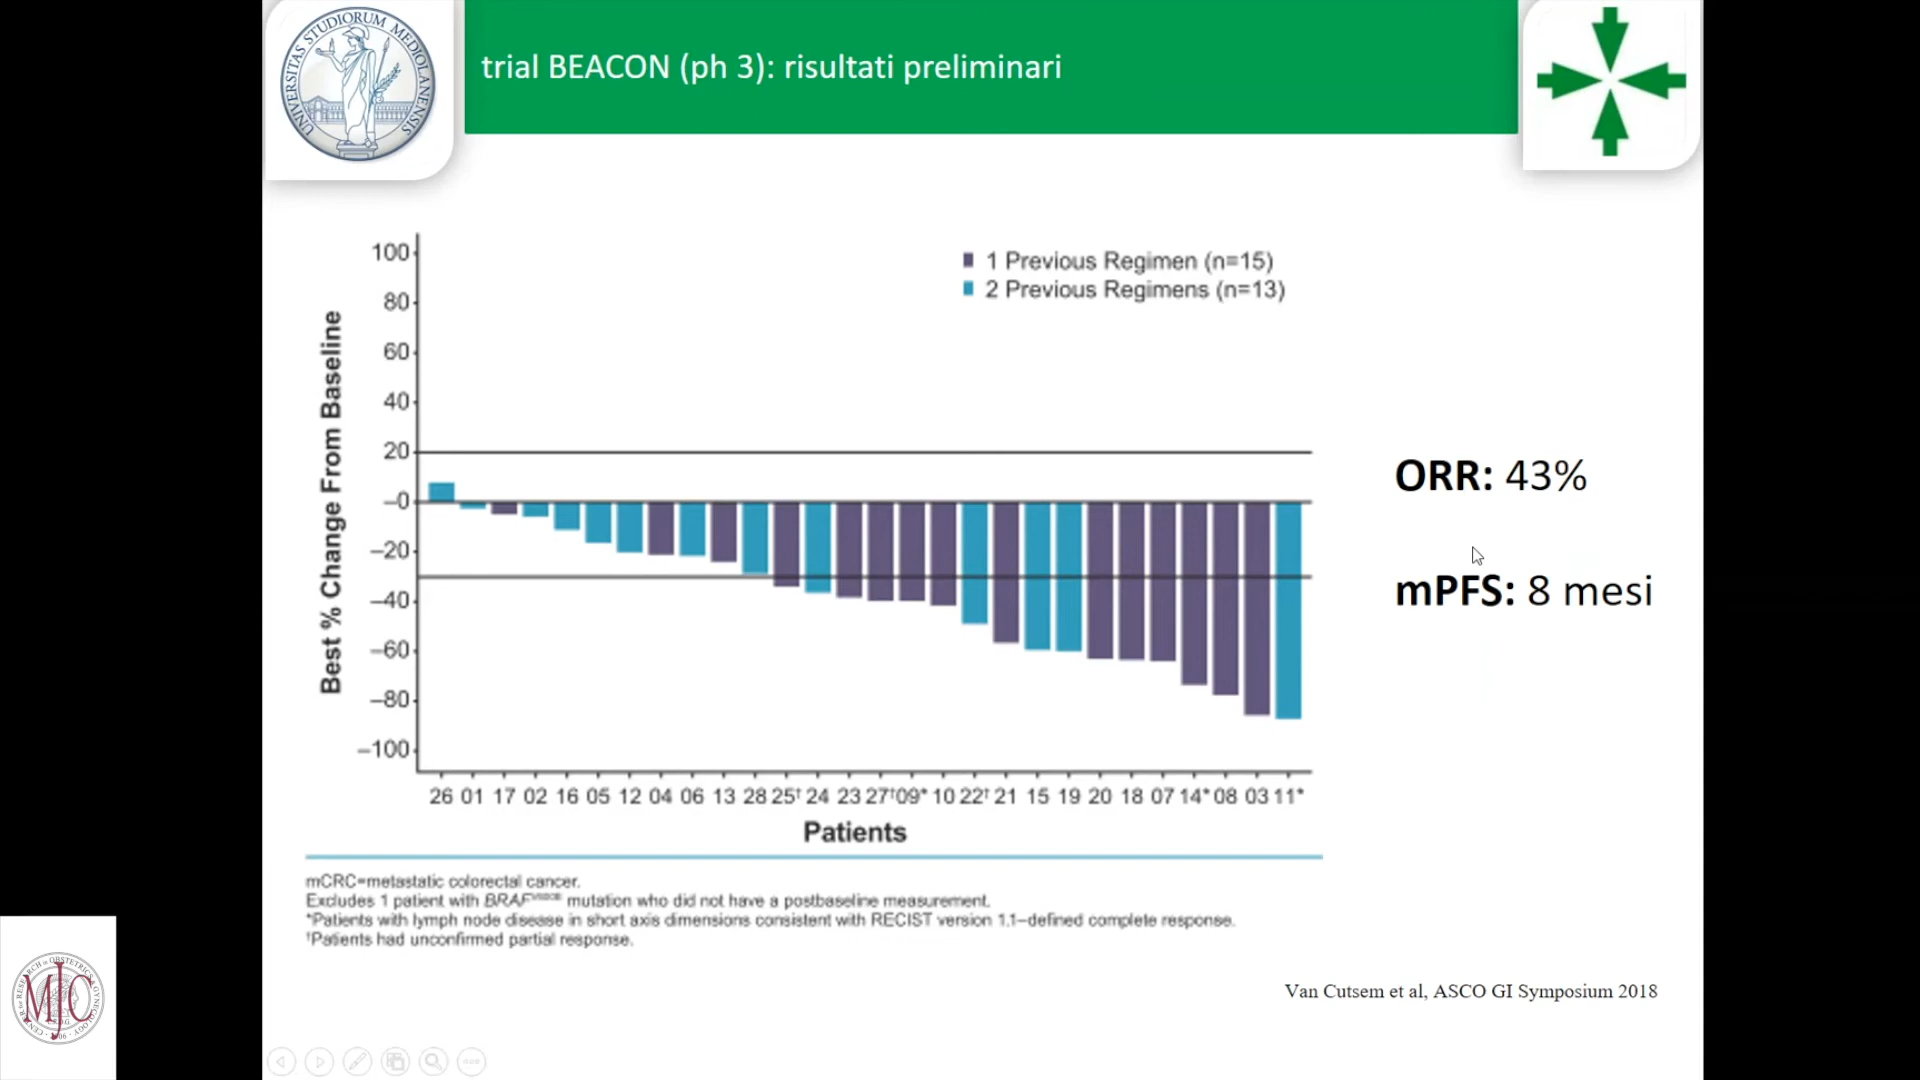 UNIVERSITAS STUDIORUM MEDIOLANENSIS
trial BEACON (ph 3): risultati preliminari
1 Previous Regimen (n=15)
2 Previous Regimens (n=13)
Best % Change From Baseline
100
80
60
40
20
–0
–20
–40
–60
–80
–100
26 01 17 02 16 05 12 04 06 13 28 25† 24 23 27†09* 10 22† 21 15 19 20 18 07 14* 08 03 11*
Patients
ORR: 43%
mPFS: 8 mesi
mCRC=metastatic colorectal cancer.
Excludes 1 patient with BRAF mutation who did not have a postbaseline measurement.
*Patients with lymph node disease in short axis dimensions consistent with RECIST version 1.1–defined complete response.
†Patients had unconfirmed partial response.
Van Cutsem et al, ASCO GI Symposium 2018
MJC